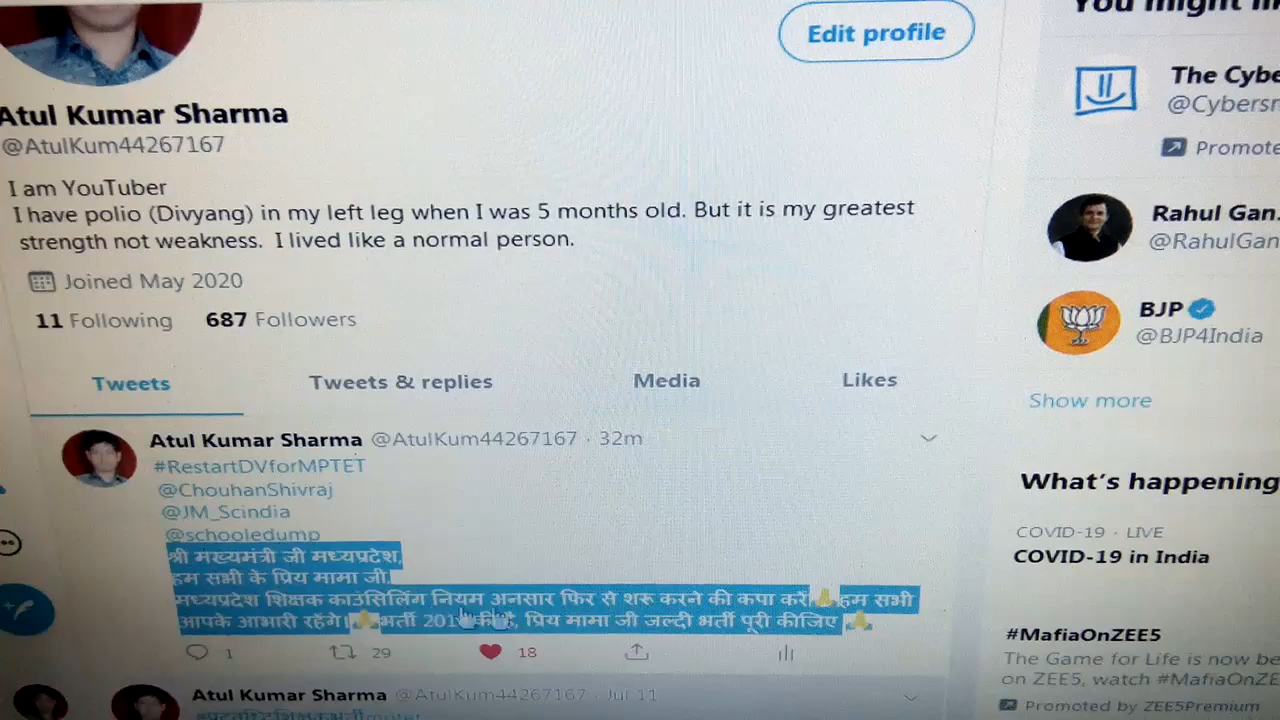 Edit profile
Atul Kumar Sharma
@AtulKum44267167
I am YouTuber
I have polio (Divyang) in my left leg when I was 5 months old. But it is my greatest
strength not weakness. I lived like a normal person.
Joined May 2020
11 Following 687 Followers
Tweets Tweets & replies Media Likes
Atul Kumar Sharma @AtulKum44267167 · 32m
#RestartDVforMPTET
@ChouhanShivraj
@JM_Scindia
@schooledump
श्री मुख्यमंत्री जी मध्यप्रदेश,
हम सभी के प्रिय मामा जी,
मध्यप्रदेश शिक्षक काउंसिलिंग नियम अनुसार फिर से शुरू करने की कृपा करें🙏हम सभी
आपके आभारी रहेंगे।🙏भर्ती की है, प्रिय मामा जी जल्दी भर्ती पूरी कीजिए 🙏
1 29 18
Atul Kumar Sharma @AtulKum44267167 · Jul 11
You might li
The Cybe
@Cybersr
Promote
Rahul Gan.
@RahulGan
BJP
@BJP4India
Show more
What's happening
COVID-19 · LIVE
COVID-19 in India
#MafiaOnZEE5
The Game for Life is now be
on ZEE5, watch #MafiaOnZE
Promoted by ZEE5Premium